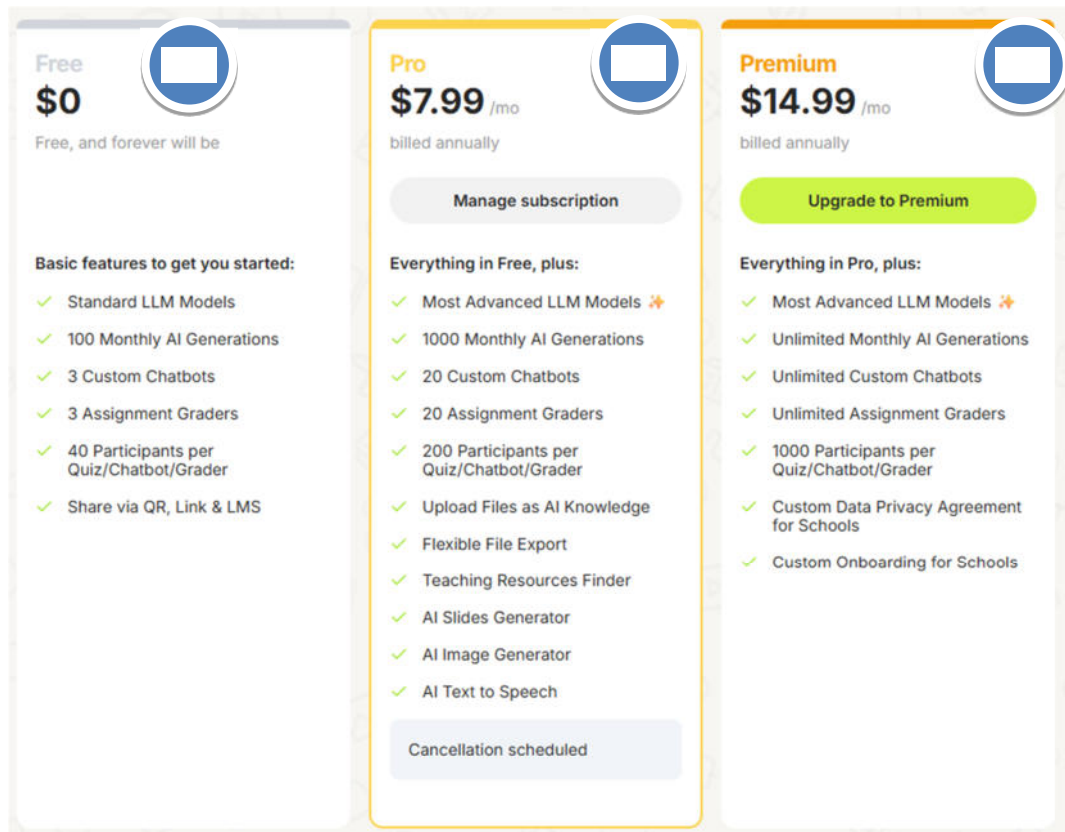 Free
$0
Free, and forever will be
Basic features to get you started:
Standard LLM Models
100 Monthly AI Generations
3 Custom Chatbots
3 Assignment Graders
40 Participants per
Quiz/Chatbot/Grader
Share via QR, Link & LMS
Pro
$7.99 /mo
billed annually
Manage subscription
Everything in Free, plus:
Most Advanced LLM Models ✨
1000 Monthly AI Generations
20 Custom Chatbots
20 Assignment Graders
200 Participants per
Quiz/Chatbot/Grader
Upload Files as AI Knowledge
Flexible File Export
Teaching Resources Finder
AI Slides Generator
AI Image Generator
AI Text to Speech
Cancellation scheduled
Premium
$14.99 /mo
billed annually
Upgrade to Premium
Everything in Pro, plus:
Most Advanced LLM Models ✨
Unlimited Monthly AI Generations
Unlimited Custom Chatbots
Unlimited Assignment Graders
1000 Participants per
Quiz/Chatbot/Grader
Custom Data Privacy Agreement
for Schools
Custom Onboarding for Schools